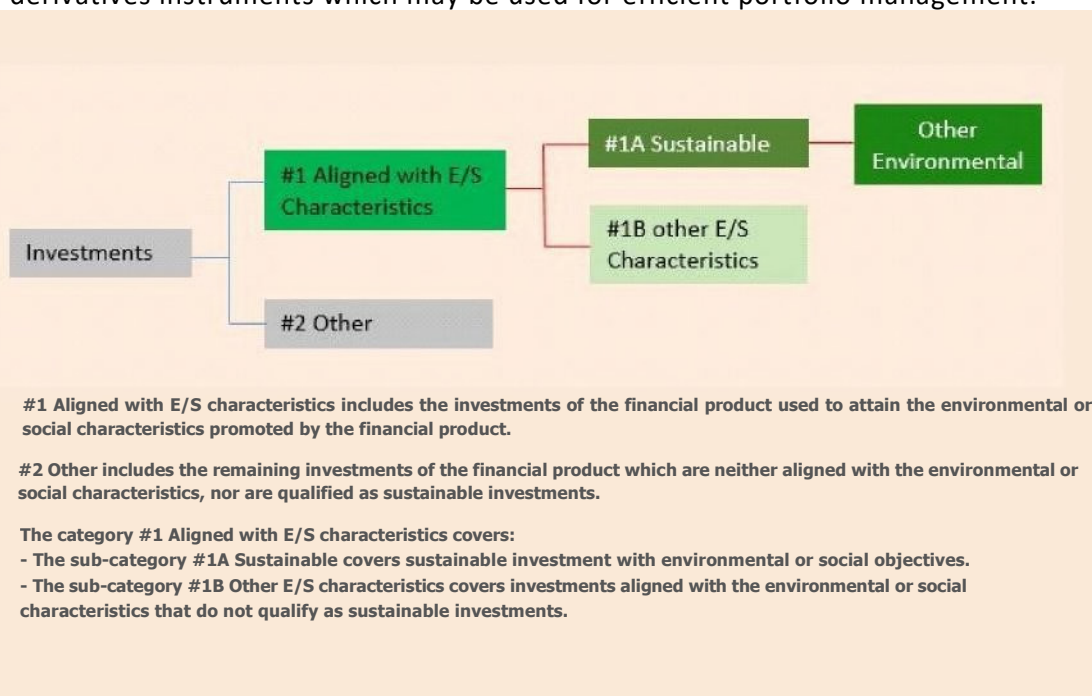 derivatives instruments which may be used for efficient portfolio management.
Investments
#1 Aligned with E/S
Characteristics
#2 Other
#1A Sustainable
#1B other E/S
Characteristics
Other
Environmental
#1 Aligned with E/S characteristics includes the investments of the financial product used to attain the environmental or
social characteristics promoted by the financial product.
#2 Other includes the remaining investments of the financial product which are neither aligned with the environmental or
social characteristics, nor are qualified as sustainable investments.
The category #1 Aligned with E/S characteristics covers:
- The sub-category #1A Sustainable covers sustainable investment with environmental or social objectives.
- The sub-category #1B Other E/S characteristics covers investments aligned with the environmental or social
characteristics that do not qualify as sustainable investments.